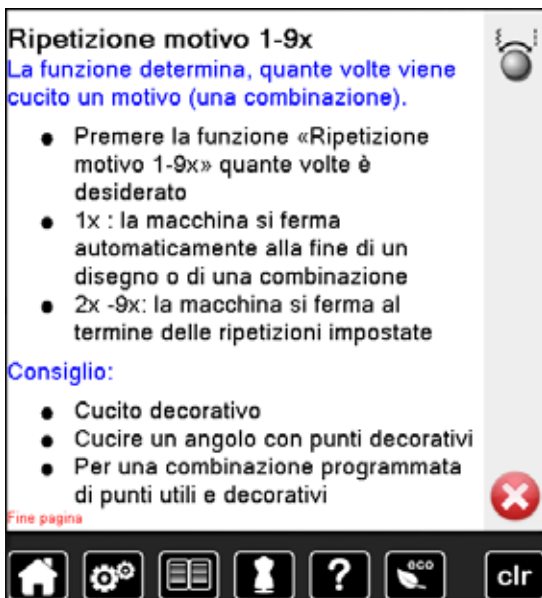 Ripetizione motivo 1-9x
La funzione determina, quante volte viene
cucito un motivo (una combinazione).
● Premere la funzione «Ripetizione
motivo 1-9x» quante volte è
desiderato
● 1x : la macchina si ferma
automaticamente alla fine di un
disegno o di una combinazione
● 2x -9x: la macchina si ferma al
termine delle ripetizioni impostate
Consiglio:
● Cucito decorativo
● Cucire un angolo con punti decorativi
● Per una combinazione programmata
di punti utili e decorativi
Fine pagina
? eco clr